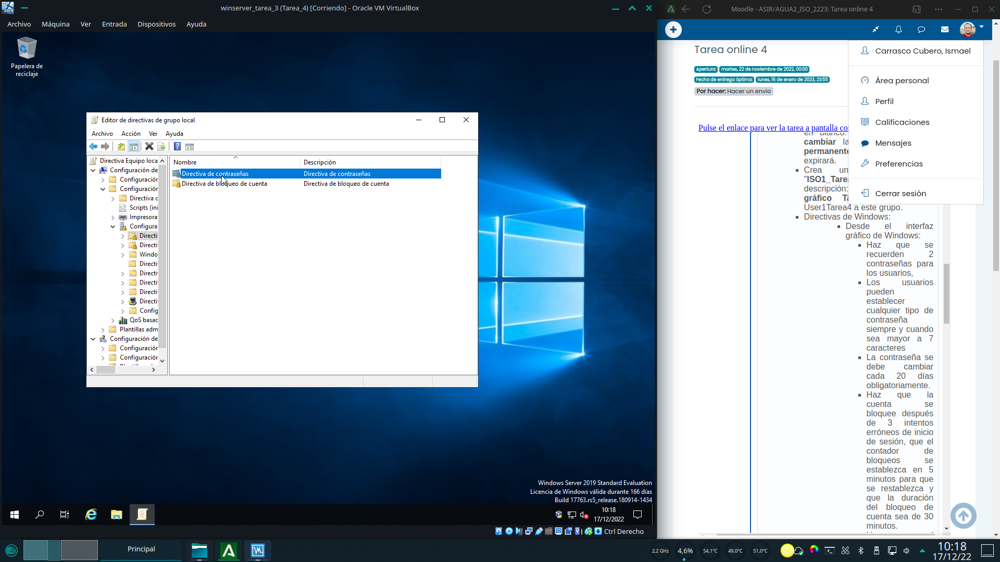 winserver_tarea_3 (Tarea_4) [Corriendo] - Oracle VM VirtualBox
Archivo Máquina Ver Entrada Dispositivos Ayuda
Papelera de
reciclaje
Editor de directivas de grupo local
Archivo Acción Ver Ayuda
Directiva Equipo loca
Configuración de
Configuración
Configuración
Directiva d
Scripts (ini
Impresora
Configura
Directi
Directi
Windo
Directi
Directi
Directi
Directi
Directi
Config
QoS basac
Plantillas adm
Configuración de
Configuración
Configuración
Nombre Descripción
Directiva de contraseñas Directiva de contraseñas
Directiva de bloqueo de cuenta Directiva de bloqueo de cuenta
Windows Server 2019 Standard Evaluation
Licencia de Windows válida durante 166 días
Build 17763.rs5_release.180914-1434
10:18
17/12/2022
Ctrl Derecho
Moodle - ASIR/AGUA2_ISO_2223: Tarea online 4
Tarea online 4
Apertura: martes, 22 de noviembre de 2022, 00:00
Fecha de entrega óptima: lunes, 16 de enero de 2023, 23:55
Por hacer: Hacer un envío
Carrasco Cubero, Ismael
Área personal
Perfil
Calificaciones
Mensajes
Preferencias
Cerrar sesión
Pulse el enlace para ver la tarea a pantalla co
en blanco.
cambiar la
permanente
expirará.
Crea un
"ISO1_Tarea
descripción:
gráfico Ta
User1Tarea4 a este grupo.
Directivas de Windows:
Desde el interfaz
gráfico de Windows:
Haz que se
recuerden 2
contraseñas para
los usuarios,
Los usuarios
pueden
establecer
cualquier tipo de
contraseña
siempre y cuando
sea mayor a 7
caracteres
La contraseña se
debe cambiar
cada 20 días
obligatoriamente.
Haz que la
cuenta se
bloquee después
de 3 intentos
erróneos de inicio
de sesión, que el
contador de
bloqueos se
establezca en 5
minutos para que
se restablezca y
que la duración
del bloqueo de
cuenta sea de 30
minutos.
Principal
2,2 GHz
4,6%
54,1°C
49,0°C
51,0°C
10:18
17/12/22